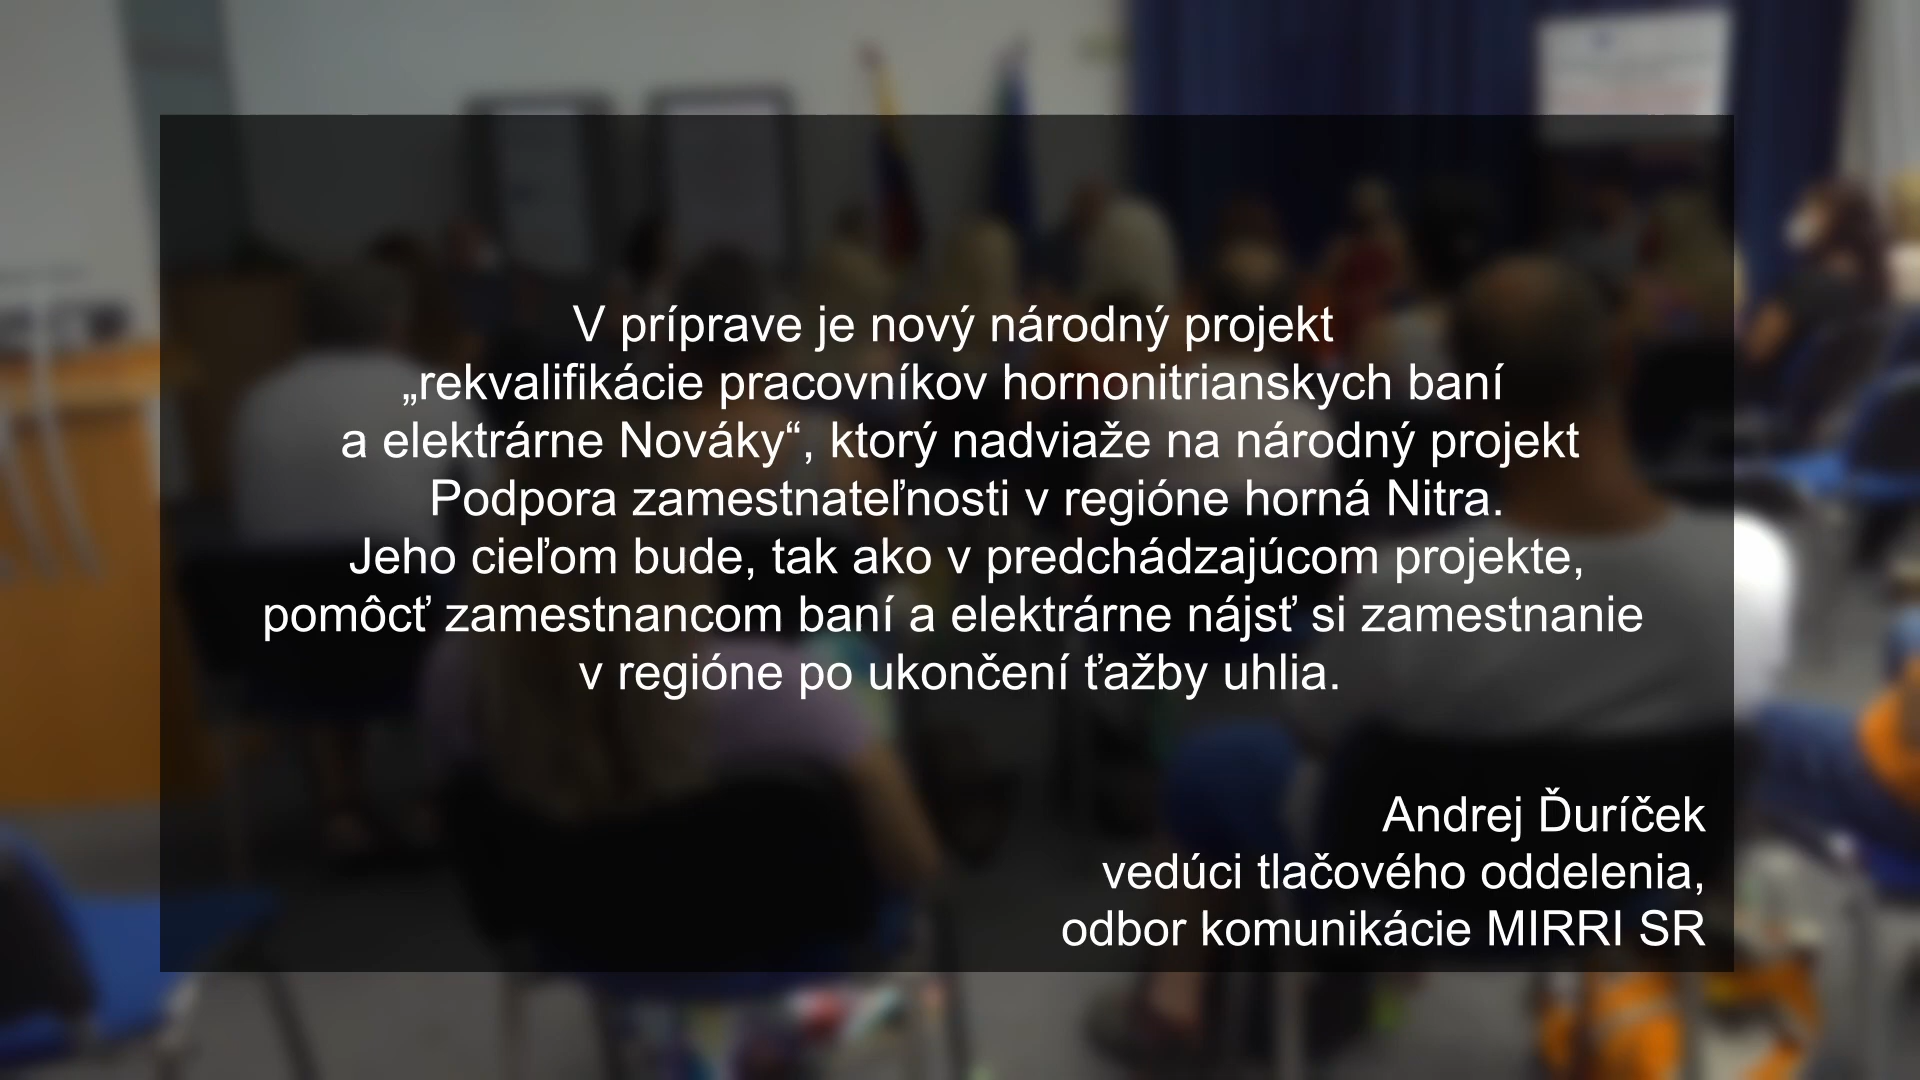 V príprave je nový národný projekt
„rekvalifikácie pracovníkov hornonitrianskych baní
a elektrárne Nováky“, ktorý nadviaže na národný projekt
Podpora zamestnateľnosti v regióne horná Nitra.
Jeho cieľom bude, tak ako v predchádzajúcom projekte,
pomôcť zamestnancom baní a elektrárne nájsť si zamestnanie
v regióne po ukončení ťažby uhlia.
Andrej Ďuríček
vedúci tlačového oddelenia,
odbor komunikácie MIRRI SR